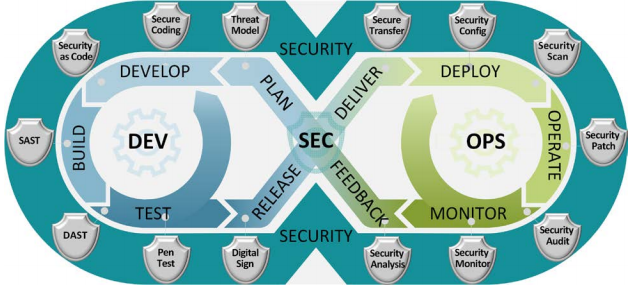 Secure
Coding
Threat
Model
Secure
Transfer
Security
Config
Security
as Code
SECURITY
Security
Scan
DEVELOP
PLAN
DELIVER
DEPLOY
SAST
BUILD
DEV
SEC
OPS
OPERATE
Security
Patch
TEST
RELEASE
FEEDBACK
MONITOR
DAST
SECURITY
Security
Audit
Pen
Test
Digital
Sign
Security
Analysis
Security
Monitor